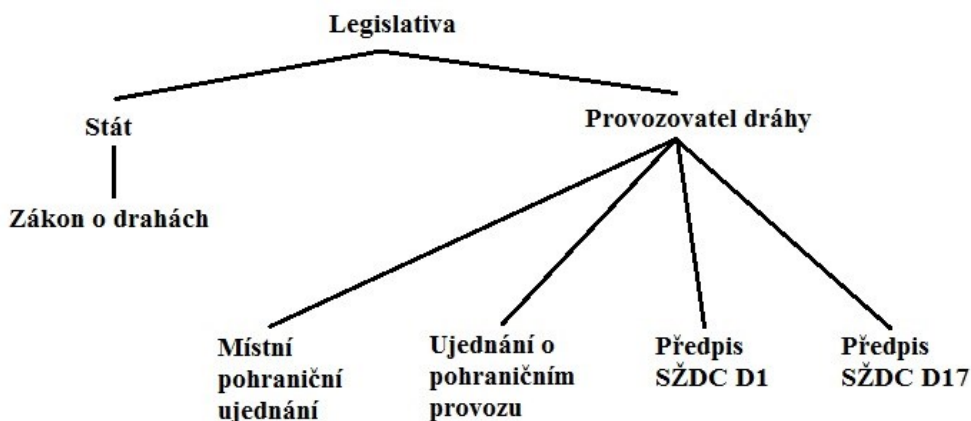 Legislativa
Stát
Provozovatel dráhy
Zákon o drahách
Místní
pohraniční
ujednání
Ujednání o
pohraničním
provozu
Předpis
SŽDC D1
Předpis
SŽDC D17